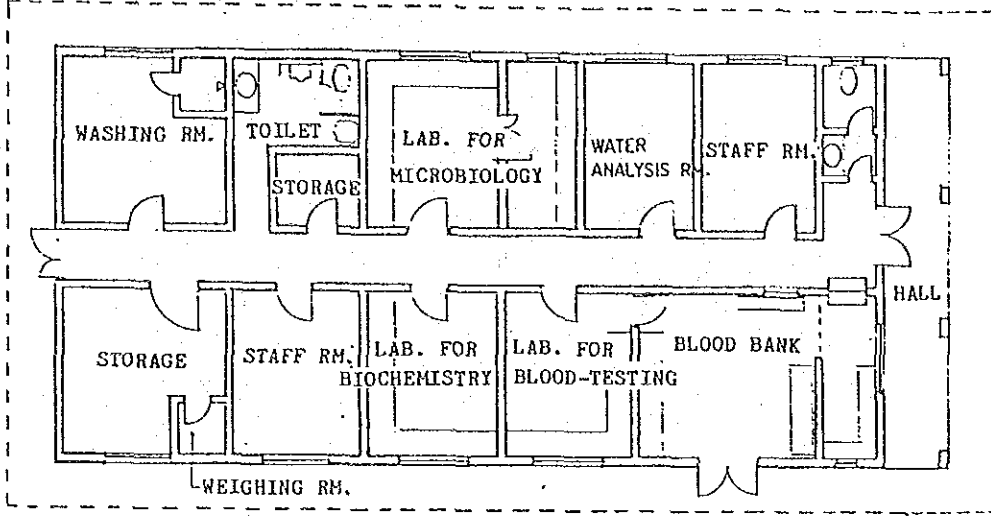 WASHING RM.
TOILET
STORAGE
LAB. FOR
MICROBIOLOGY
WATER
ANALYSIS RM.
STAFF RM.
HALL
STORAGE
STAFF RM.
LAB. FOR
BIOCHEMISTRY
LAB. FOR
BLOOD-TESTING
BLOOD BANK
WEIGHING RM.